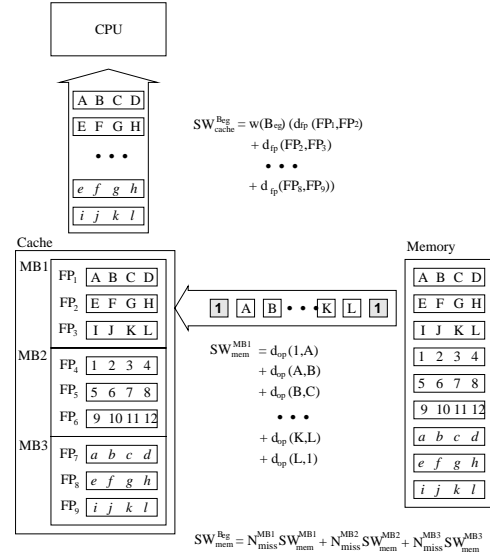 CPU
A B C D
E F G H
• • •
e f g h
i j k l
SW^Beg_cache = w(Beg) (d_fp (FP₁,FP₂)
+ d_fp (FP₂,FP₃)
• • •
+ d_fp (FP₈,FP₉))
Cache
MB1
FP₁ A B C D
FP₂ E F G H
FP₃ I J K L
MB2
FP₄ 1 2 3 4
FP₅ 5 6 7 8
FP₆ 9 10 11 12
MB3
FP₇ a b c d
FP₈ e f g h
FP₉ i j k l
1 A B • • • K L 1
SW^MB1_mem = d_op (1,A)
+ d_op (A,B)
+ d_op (B,C)
• • •
+ d_op (K,L)
+ d_op (L,1)
Memory
A B C D
E F G H
I J K L
1 2 3 4
5 6 7 8
9 10 11 12
a b c d
e f g h
i j k l
SW^Beg_mem = N^MB1_miss SW^MB1_mem + N^MB2_miss SW^MB2_mem + N^MB3_miss SW^MB3_mem